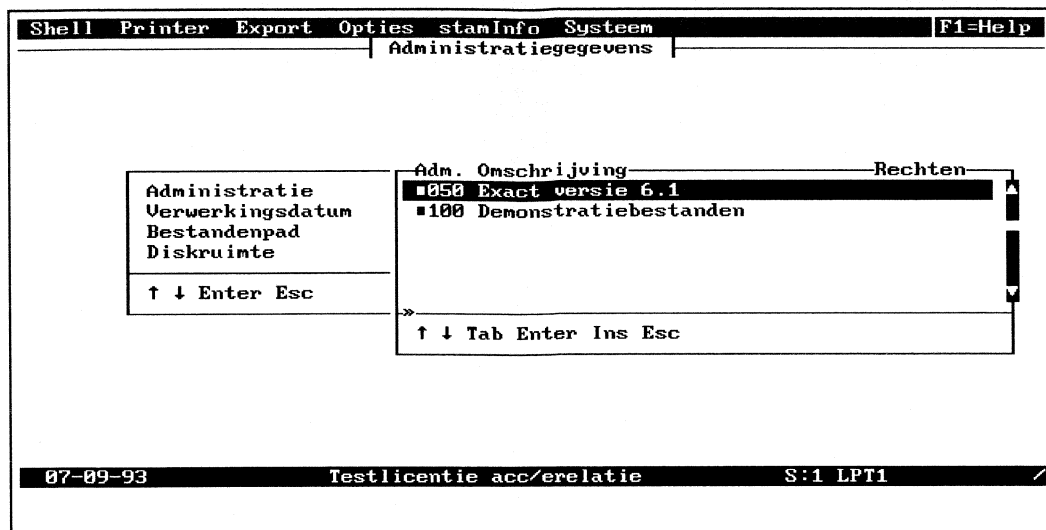 Shell Printer Export Opties stamInfo Systeem F1=Help
Administratiegegevens
Adm. Omschrijving Rechten
Administratie
Verwerkingsdatum
Bestandenpad
Diskruimte
↑ ↓ Enter Esc
■050 Exact versie 6.1
■100 Demonstratiebestanden
»
↑ ↓ Tab Enter Ins Esc
07-09-93 Testlicentie acc/erelatie S:1 LPT1 /